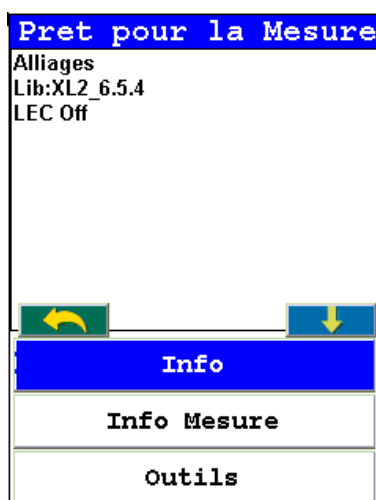 Pret pour la Mesure
Alliages
Lib:XL2_6.5.4
LEC Off
Info
Info Mesure
Outils